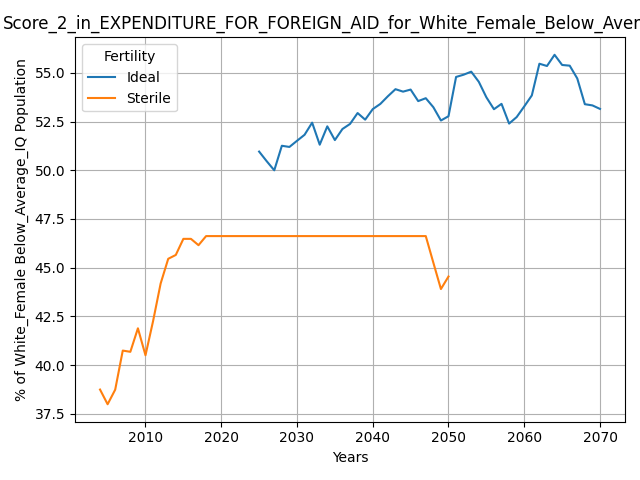 Score_2_in_EXPENDITURE_FOR_FOREIGN_AID_for_White_Female_Below_Aver
% of White_Female Below_Average_IQ Population
Fertility
Ideal
Sterile
55.0
52.5
50.0
47.5
45.0
42.5
40.0
37.5
2010 2020 2030 2040 2050 2060 2070
Years